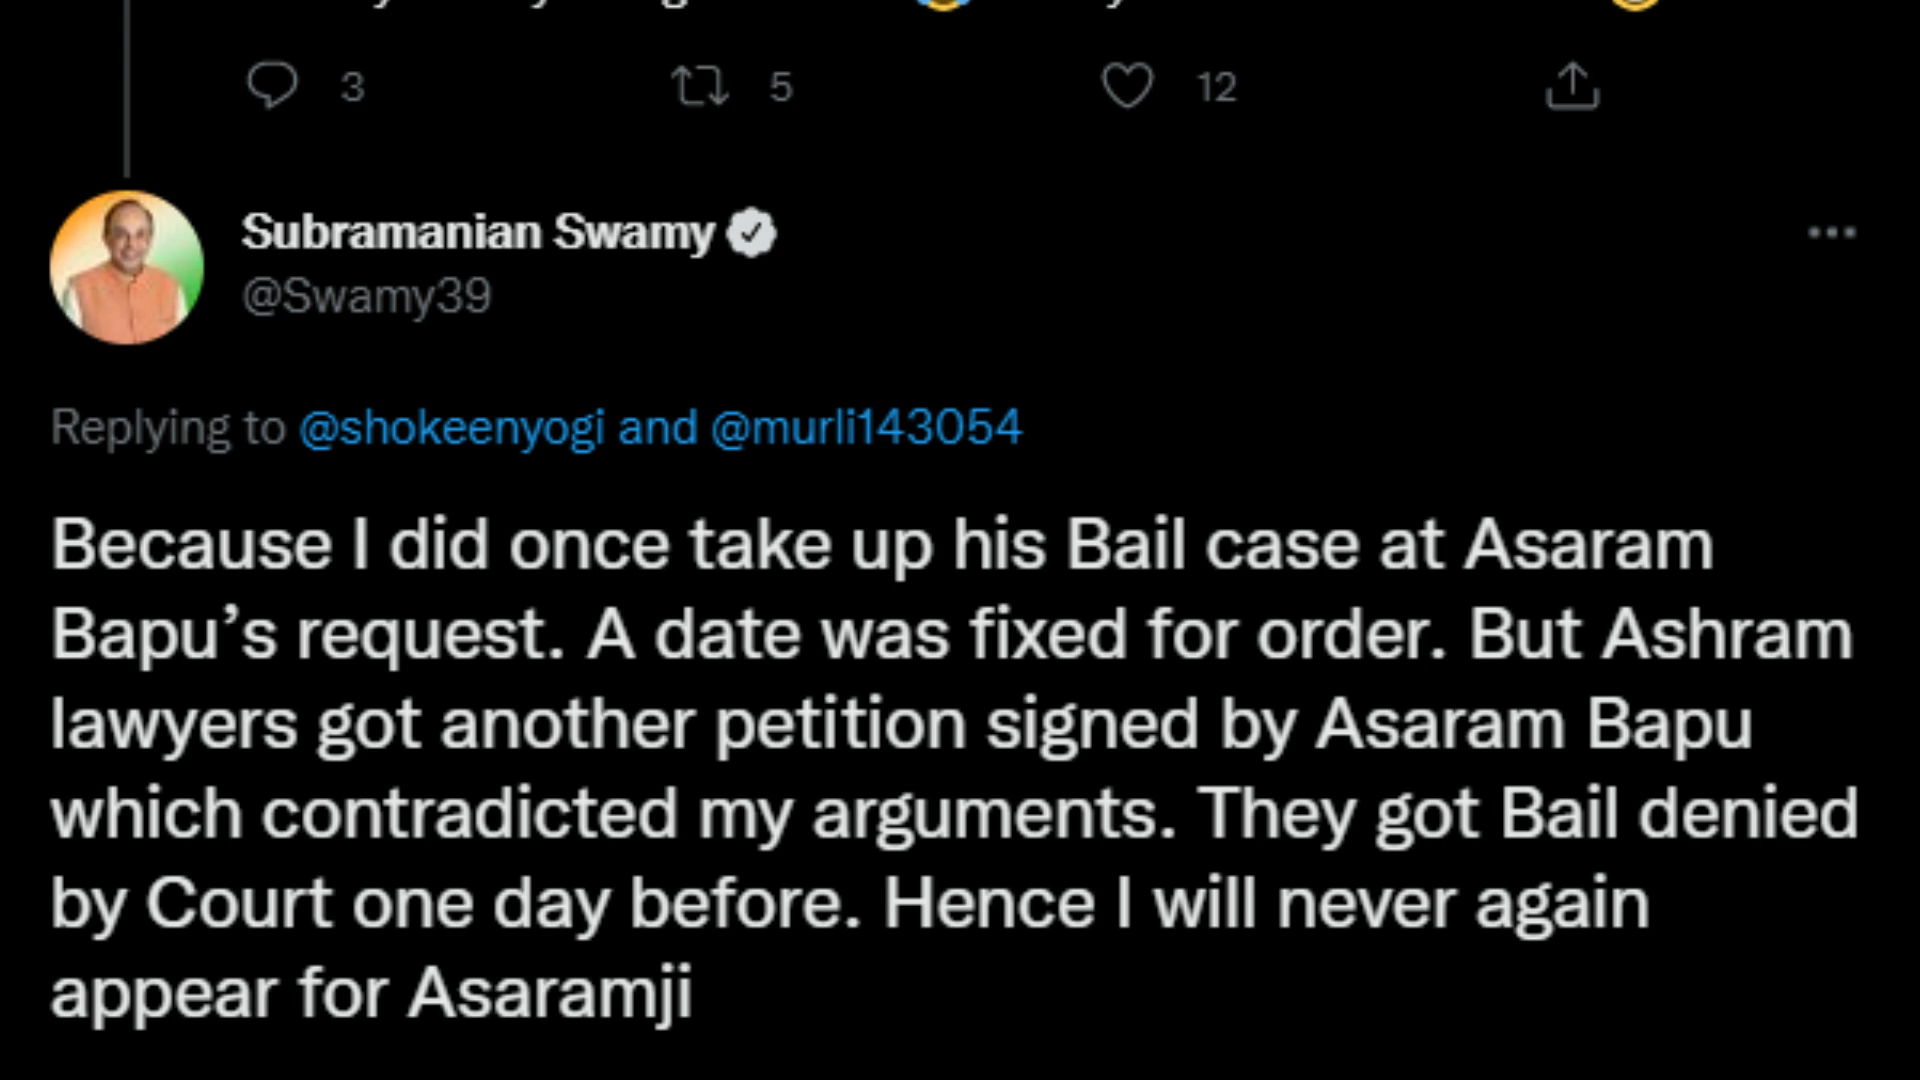 3 5 12
Subramanian Swamy
@Swamy39
Replying to @shokeenyogi and @murli143054
Because I did once take up his Bail case at Asaram
Bapu’s request. A date was fixed for order. But Ashram
lawyers got another petition signed by Asaram Bapu
which contradicted my arguments. They got Bail denied
by Court one day before. Hence I will never again
appear for Asaramji